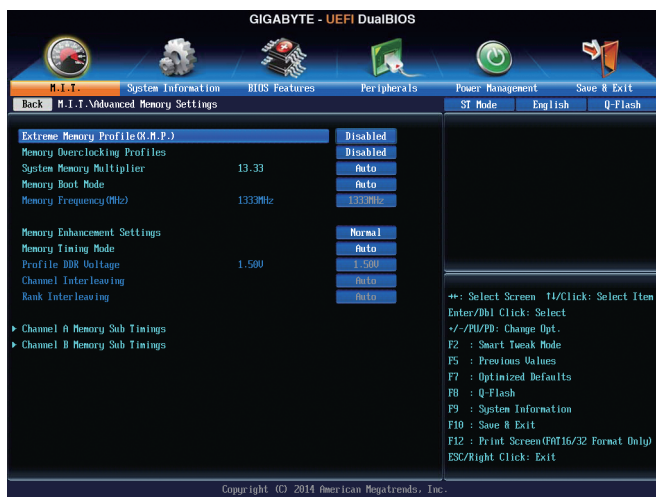 GIGABYTE - UEFI DualBIOS
M.I.T. System Information BIOS Features Peripherals Power Management Save & Exit
Back M.I.T.\Advanced Memory Settings ST Mode English Q-Flash
Extreme Memory Profile(X.M.P.) Disabled
Memory Overclocking Profiles Disabled
System Memory Multiplier 13.33 Auto
Memory Boot Mode Auto
Memory Frequency(MHz) 1333MHz 1333MHz
Memory Enhancement Settings Normal
Memory Timing Mode Auto
Profile DDR Voltage 1.50V 1.50V
Channel Interleaving Auto
Rank Interleaving Auto
Channel A Memory Sub Timings
Channel B Memory Sub Timings
→←: Select Screen ↑↓/Click: Select Item
Enter/Dbl Click: Select
+/-/PU/PD: Change Opt.
F2 : Smart Tweak Mode
F5 : Previous Values
F7 : Optimized Defaults
F8 : Q-Flash
F9 : System Information
F10 : Save & Exit
F12 : Print Screen(FAT16/32 Format Only)
ESC/Right Click: Exit
Copyright (C) 2014 American Megatrends, Inc.